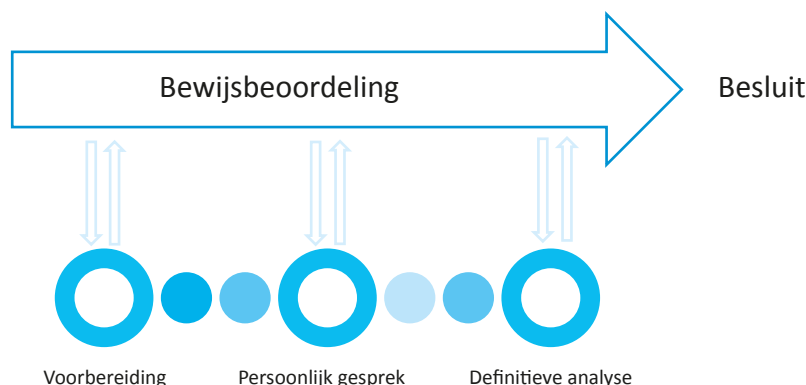 Bewijsbeoordeling
Besluit
Voorbereiding
Persoonlijk gesprek
Definitieve analyse